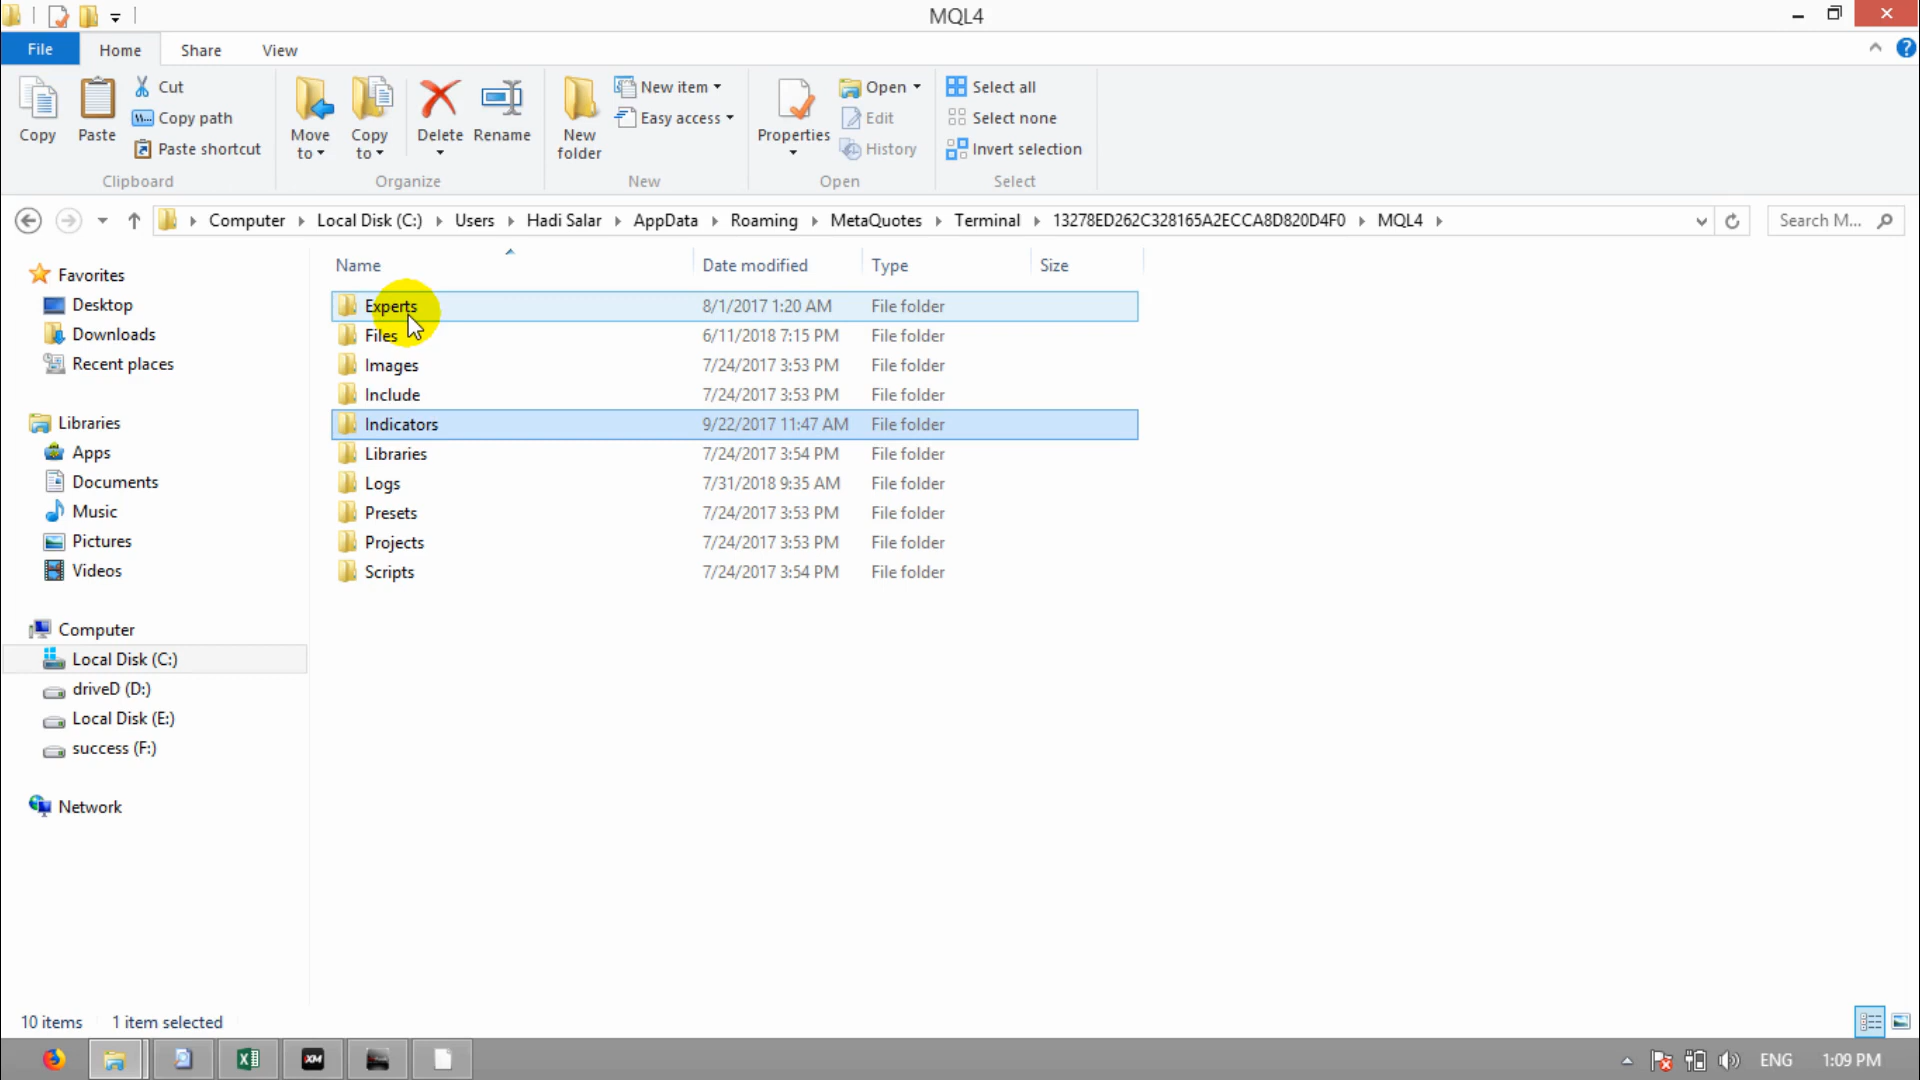 MQL4
File Home Share View
Copy
Paste
Cut
Copy path
Paste shortcut
Clipboard
Move to
Copy to
Delete
Rename
Organize
New folder
New item
Easy access
New
Properties
Open
Edit
History
Open
Select all
Select none
Invert selection
Select
Computer Local Disk (C:) Users Hadi Salar AppData Roaming MetaQuotes Terminal 13278ED262C328165A2ECCA8D820D4F0 MQL4
Search M...
Favorites
Desktop
Downloads
Recent places
Libraries
Apps
Documents
Music
Pictures
Videos
Computer
Local Disk (C:)
driveD (D:)
Local Disk (E:)
success (F:)
Network
Name Date modified Type Size
Experts 8/1/2017 1:20 AM File folder
Files 6/11/2018 7:15 PM File folder
Images 7/24/2017 3:53 PM File folder
Include 7/24/2017 3:53 PM File folder
Indicators 9/22/2017 11:47 AM File folder
Libraries 7/24/2017 3:54 PM File folder
Logs 7/31/2018 9:35 AM File folder
Presets 7/24/2017 3:53 PM File folder
Projects 7/24/2017 3:53 PM File folder
Scripts 7/24/2017 3:54 PM File folder
10 items 1 item selected
XM
ENG 1:09 PM